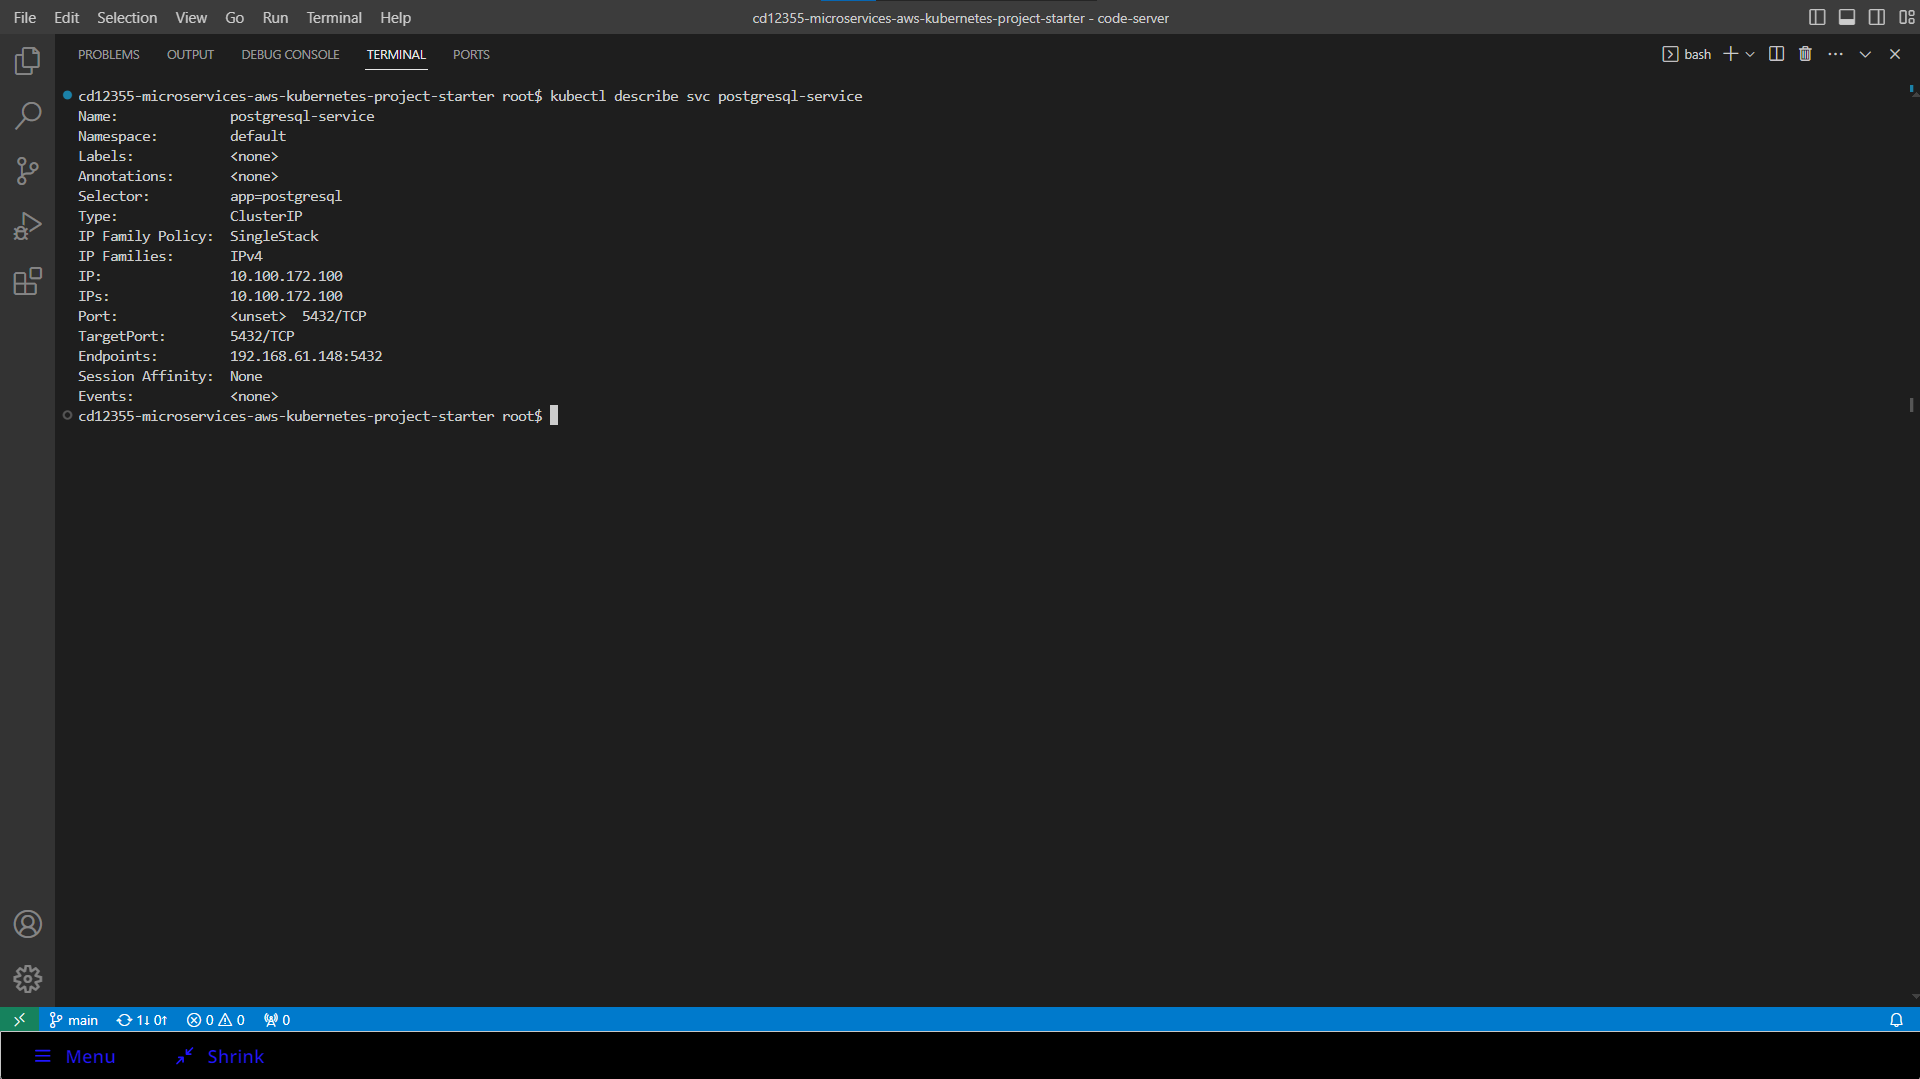 File Edit Selection View Go Run Terminal Help cd12355-microservices-aws-kubernetes-project-starter - code-server
PROBLEMS OUTPUT DEBUG CONSOLE TERMINAL PORTS bash
cd12355-microservices-aws-kubernetes-project-starter root$ kubectl describe svc postgresql-service
Name: postgresql-service
Namespace: default
Labels: <none>
Annotations: <none>
Selector: app=postgresql
Type: ClusterIP
IP Family Policy: SingleStack
IP Families: IPv4
IP: 10.100.172.100
IPs: 10.100.172.100
Port: <unset> 5432/TCP
TargetPort: 5432/TCP
Endpoints: 192.168.61.148:5432
Session Affinity: None
Events: <none>
cd12355-microservices-aws-kubernetes-project-starter root$
main 1↓ 0↑ 0 0 0
Menu Shrink